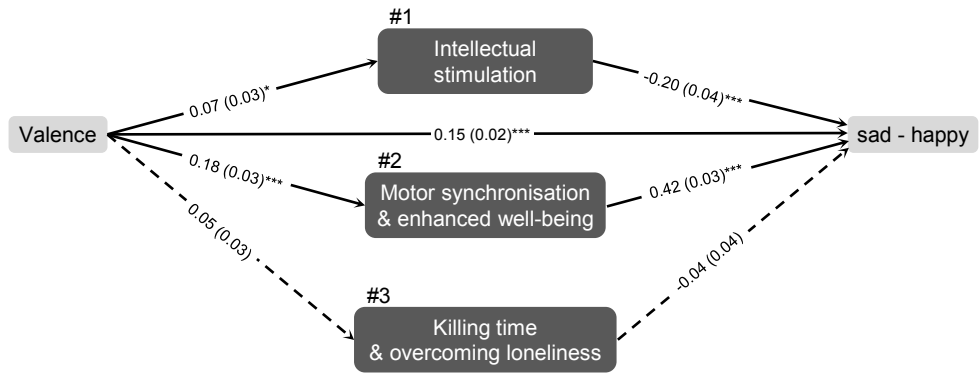 #1
Intellectual
stimulation
0.07 (0.03)*
-0.20 (0.04)***
Valence
0.15 (0.02)***
sad - happy
#2
0.18 (0.03)***
Motor synchronisation
& enhanced well-being
0.42 (0.03)***
0.05 (0.03)
-0.04 (0.04)
#3
Killing time
& overcoming loneliness